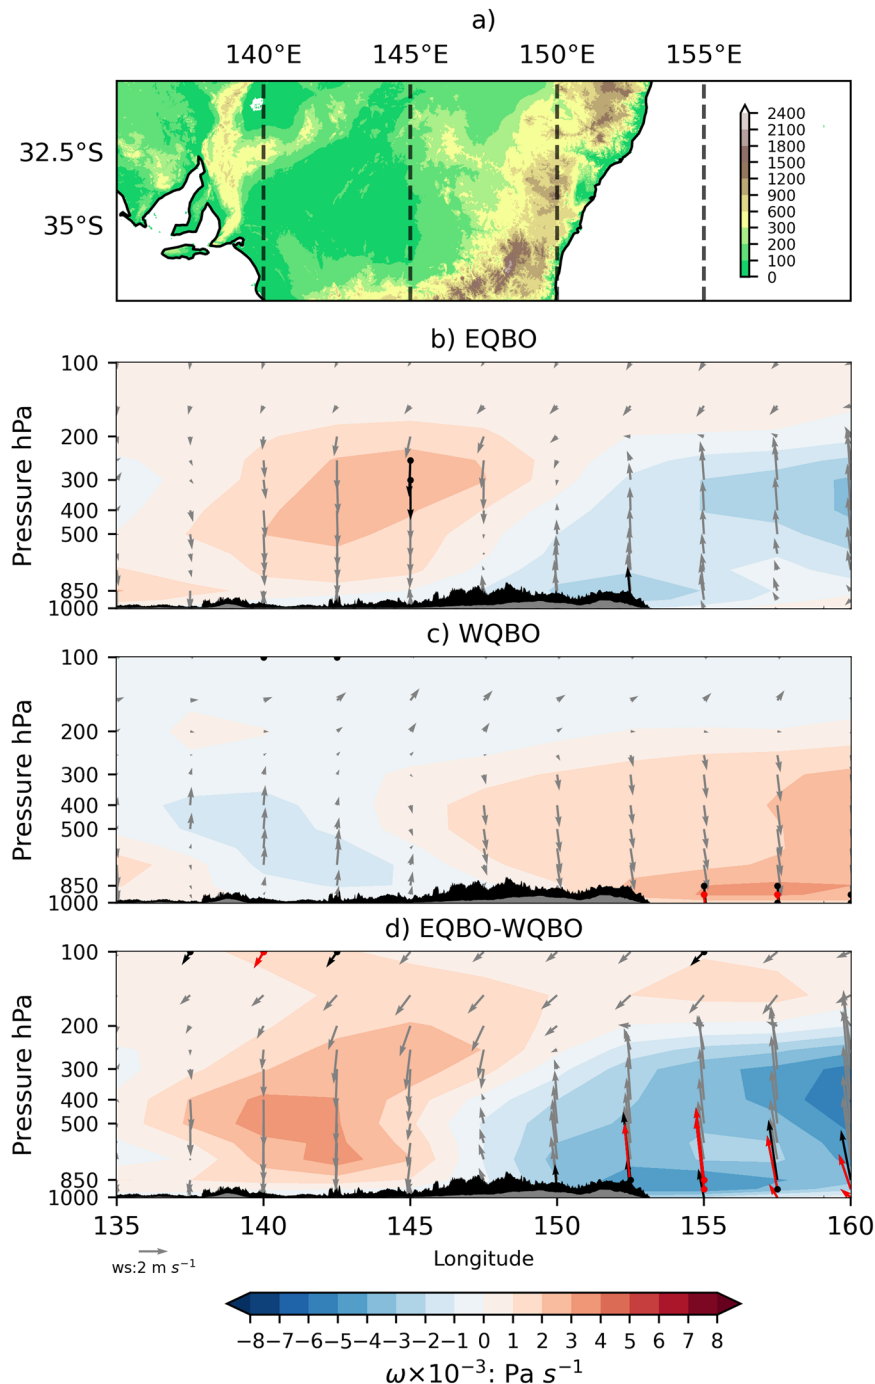 a)
140°E 145°E 150°E 155°E
32.5°S
35°S
2400
2100
1800
1500
1200
900
600
300
200
100
0
b) EQBO
Pressure hPa
100
200
300
400
500
850
1000
c) WQBO
Pressure hPa
100
200
300
400
500
850
1000
d) EQBO-WQBO
Pressure hPa
100
200
300
400
500
850
1000
135 140 145 150 155 160
Longitude
ws:2 m s⁻¹
−8 −7 −6 −5 −4 −3 −2 −1 0 1 2 3 4 5 6 7 8
ω×10⁻³: Pa s⁻¹